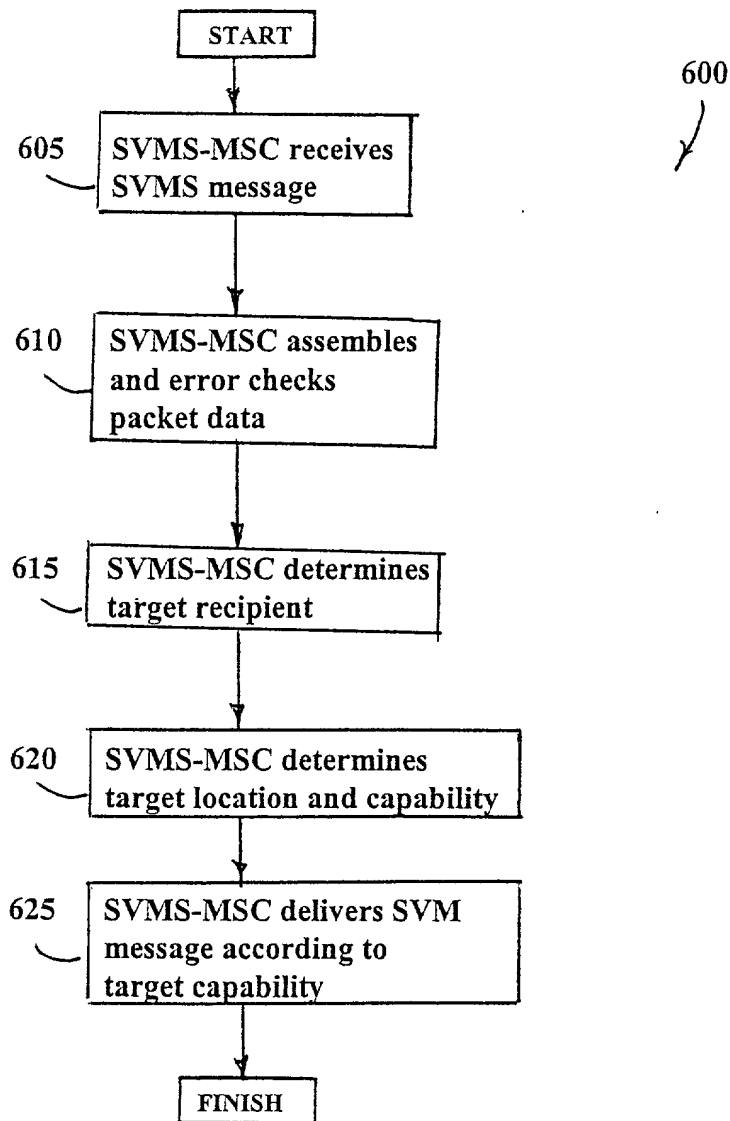 START
600
605
SVMS-MSC receives
SVMS message
610
SVMS-MSC assembles
and error checks
packet data
615
SVMS-MSC determines
target recipient
620
SVMS-MSC determines
target location and capability
625
SVMS-MSC delivers SVM
message according to
target capability
FINISH